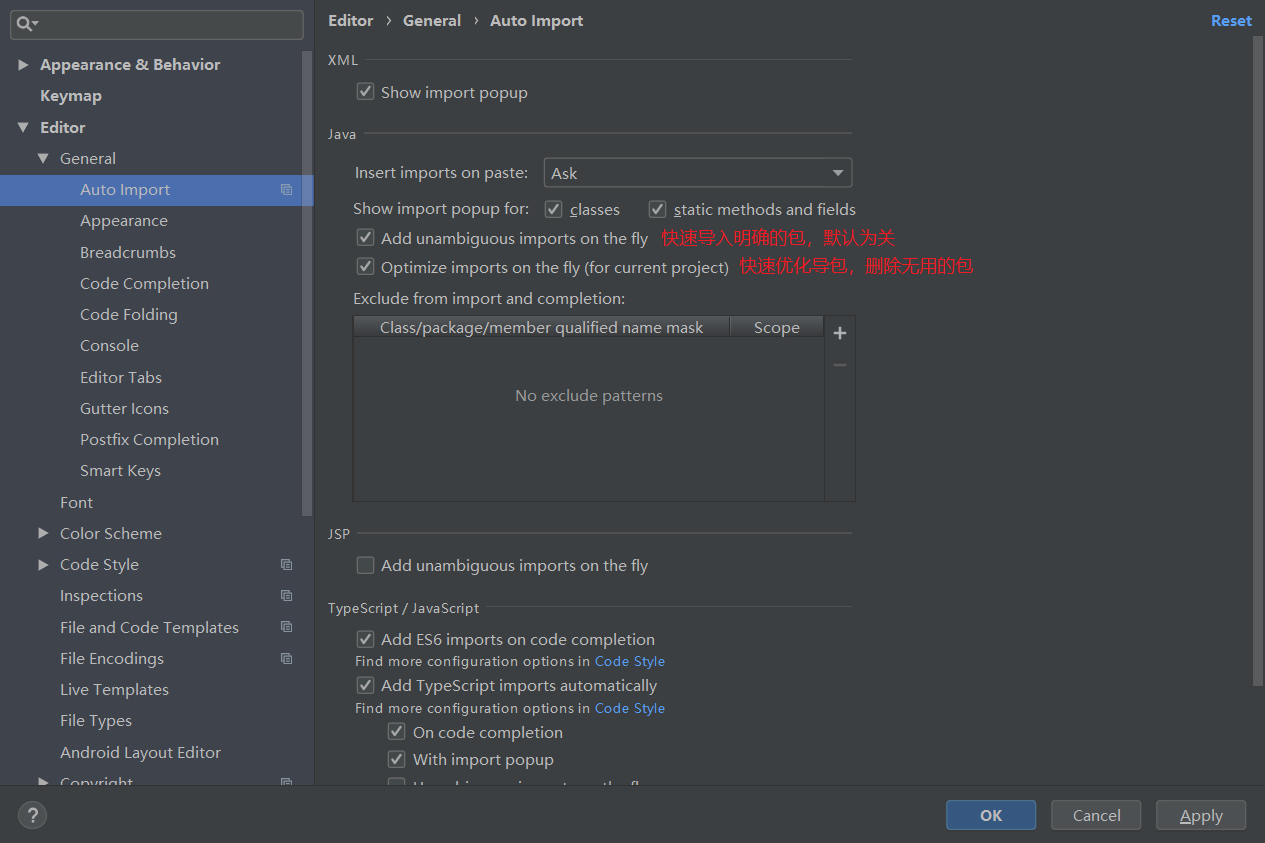 Editor › General › Auto Import
Reset
Appearance & Behavior
Keymap
Editor
General
Auto Import
Appearance
Breadcrumbs
Code Completion
Code Folding
Console
Editor Tabs
Gutter Icons
Postfix Completion
Smart Keys
Font
Color Scheme
Code Style
Inspections
File and Code Templates
File Encodings
Live Templates
File Types
Android Layout Editor
Copyright
XML
Show import popup
Java
Insert imports on paste: Ask
Show import popup for: classes static methods and fields
Add unambiguous imports on the fly 快速导入明确的包，默认为关
Optimize imports on the fly (for current project) 快速优化导包，删除无用的包
Exclude from import and completion:
Class/package/member qualified name mask Scope
No exclude patterns
JSP
Add unambiguous imports on the fly
TypeScript / JavaScript
Add ES6 imports on code completion
Find more configuration options in Code Style
Add TypeScript imports automatically
Find more configuration options in Code Style
On code completion
With import popup
?
OK Cancel Apply